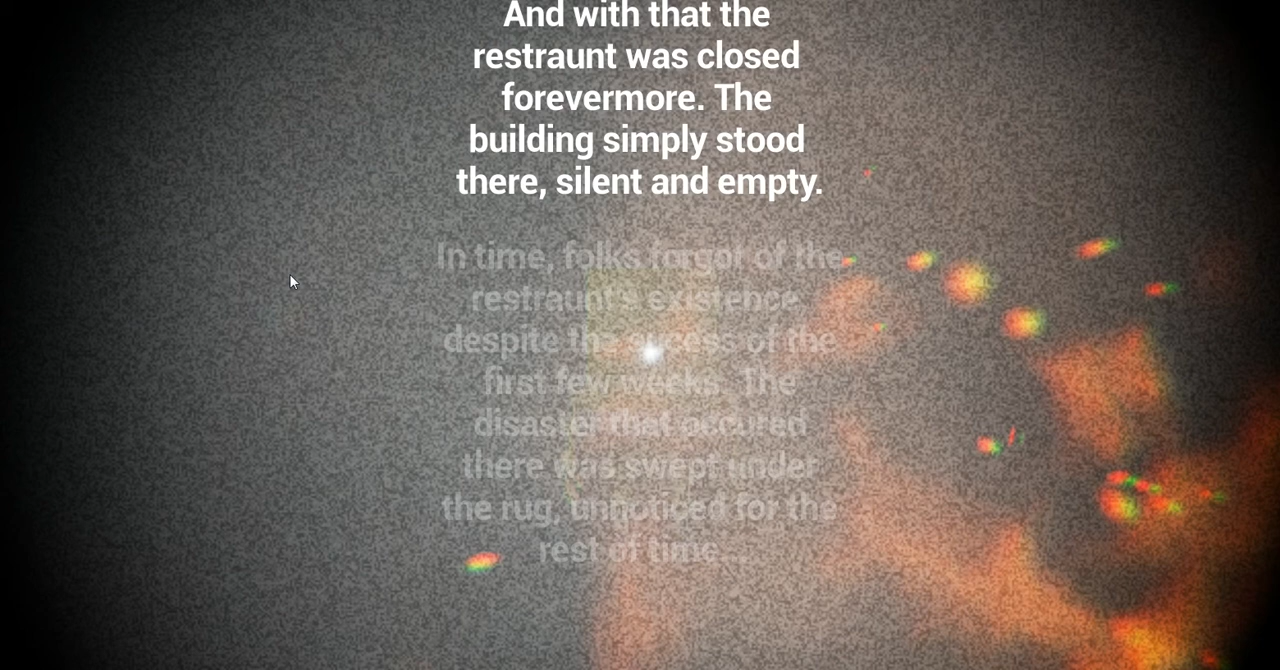 And with that the
restraunt was closed
forevermore. The
building simply stood
there, silent and empty.
In time, folks forgot of the
restraunt's existence
despite the success of the
first few weeks. The
disaster that occured
there was swept under
the rug, unnoticed for the
rest of time.